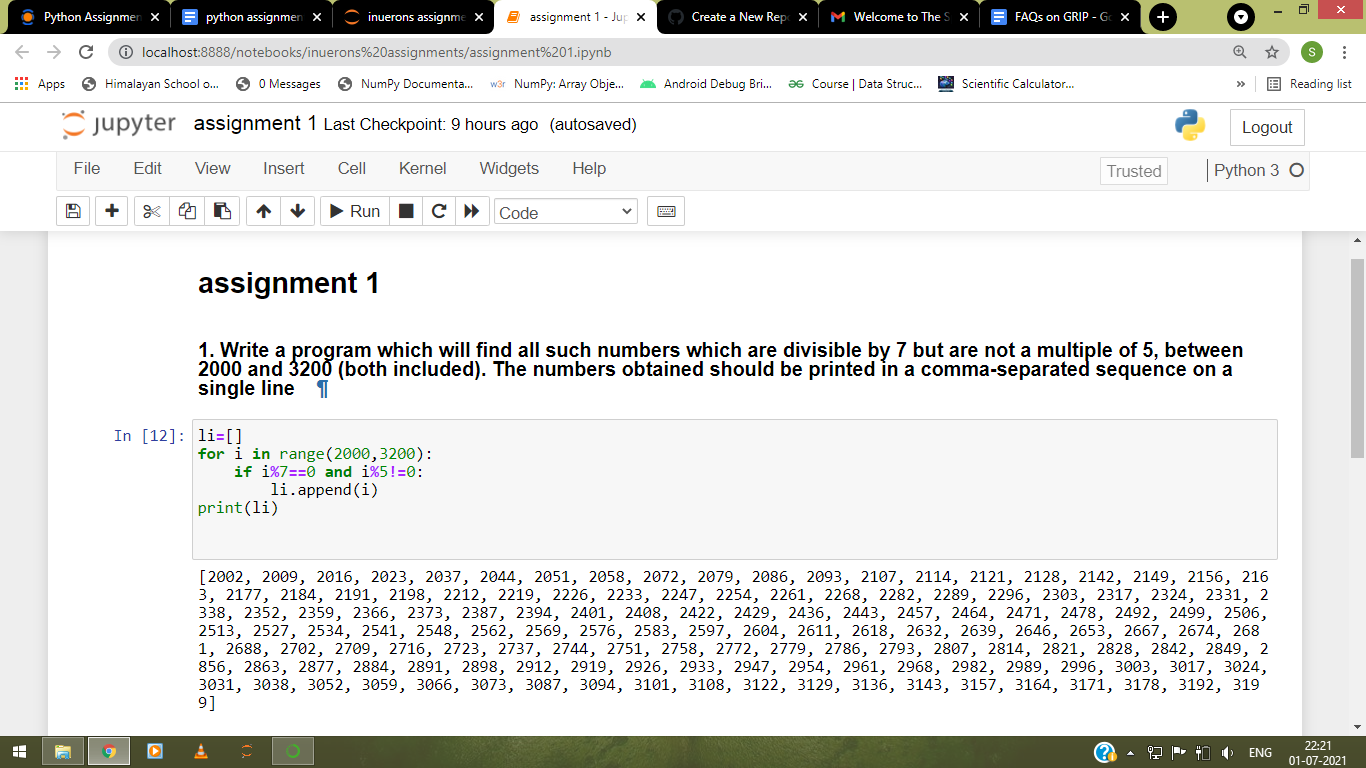 Python Assignmen
python assignmen
inuerons assignme
assignment 1 - Jup
Create a New Repo
Welcome to The S
FAQs on GRIP - Go
localhost:8888/notebooks/inuerons%20assignments/assignment%201.ipynb
S
Apps
Himalayan School o...
0 Messages
NumPy Documenta...
w3r
NumPy: Array Obje...
Android Debug Bri...
Course | Data Struc...
Scientific Calculator...
»
Reading list
jupyter
assignment 1 Last Checkpoint: 9 hours ago (autosaved)
Logout
File Edit View Insert Cell Kernel Widgets Help
Trusted
Python 3
Run
Code
assignment 1
1. Write a program which will find all such numbers which are divisible by 7 but are not a multiple of 5, between
2000 and 3200 (both included). The numbers obtained should be printed in a comma-separated sequence on a
single line ¶
In [12]:
li=[]
for i in range(2000,3200):
    if i%7==0 and i%5!=0:
        li.append(i)
print(li)
[2002, 2009, 2016, 2023, 2037, 2044, 2051, 2058, 2072, 2079, 2086, 2093, 2107, 2114, 2121, 2128, 2142, 2149, 2156, 216
3, 2177, 2184, 2191, 2198, 2212, 2219, 2226, 2233, 2247, 2254, 2261, 2268, 2282, 2289, 2296, 2303, 2317, 2324, 2331, 2
338, 2352, 2359, 2366, 2373, 2387, 2394, 2401, 2408, 2422, 2429, 2436, 2443, 2457, 2464, 2471, 2478, 2492, 2499, 2506,
2513, 2527, 2534, 2541, 2548, 2562, 2569, 2576, 2583, 2597, 2604, 2611, 2618, 2632, 2639, 2646, 2653, 2667, 2674, 268
1, 2688, 2702, 2709, 2716, 2723, 2737, 2744, 2751, 2758, 2772, 2779, 2786, 2793, 2807, 2814, 2821, 2828, 2842, 2849, 2
856, 2863, 2877, 2884, 2891, 2898, 2912, 2919, 2926, 2933, 2947, 2954, 2961, 2968, 2982, 2989, 2996, 3003, 3017, 3024,
3031, 3038, 3052, 3059, 3066, 3073, 3087, 3094, 3101, 3108, 3122, 3129, 3136, 3143, 3157, 3164, 3171, 3178, 3192, 319
9]
ENG
22:21
01-07-2021